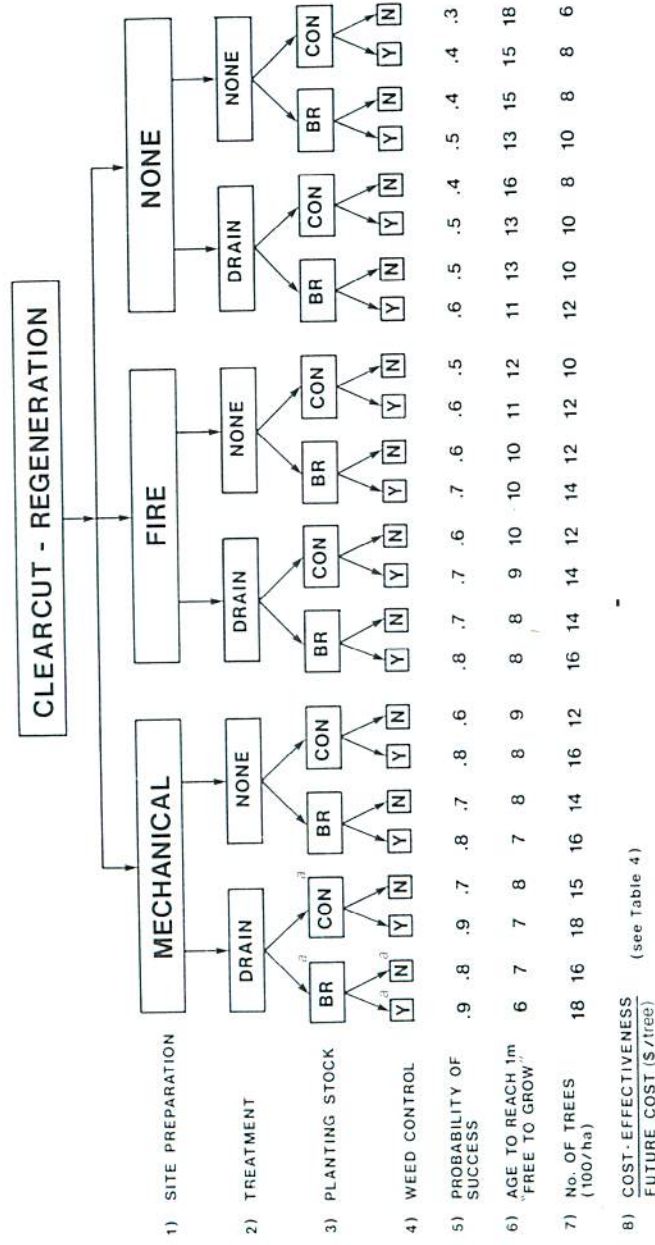 CLEARCUT - REGENERATION
1) SITE PREPARATION MECHANICAL FIRE NONE
2) TREATMENT DRAIN NONE DRAIN NONE DRAIN NONE
3) PLANTING STOCK BR a CON a BR CON BR CON BR CON BR CON BR CON
4) WEED CONTROL Y a N a Y N Y N Y N Y N Y N Y N Y N Y N Y N Y N Y N
5) PROBABILITY OF .9 .8 .9 .7 .8 .7 .8 .6 .8 .7 .7 .6 .7 .6 .6 .5 .6 .5 .5 .4 .5 .4 .4 .3
SUCCESS
6) AGE TO REACH 1m 6 7 7 8 7 8 8 9 8 8 9 10 10 10 11 12 11 13 13 16 13 15 15 18
"FREE TO GROW"
7) No. OF TREES 18 16 18 15 16 14 16 12 16 14 14 12 14 12 12 10 12 10 10 8 10 8 8 6
(100/ha)
8) COST-EFFECTIVENESS (see Table 4)
FUTURE COST ($/tree)